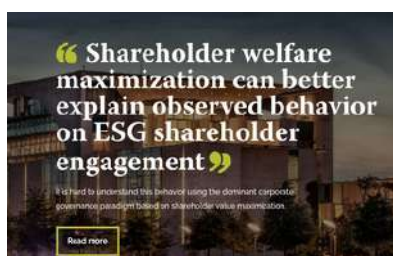 “ Shareholder welfare
maximization can better
explain observed behavior
on ESG shareholder
engagement ”
It is hard to understand this behavior using the dominant corporate
governance paradigm based on shareholder value maximization.
Read more